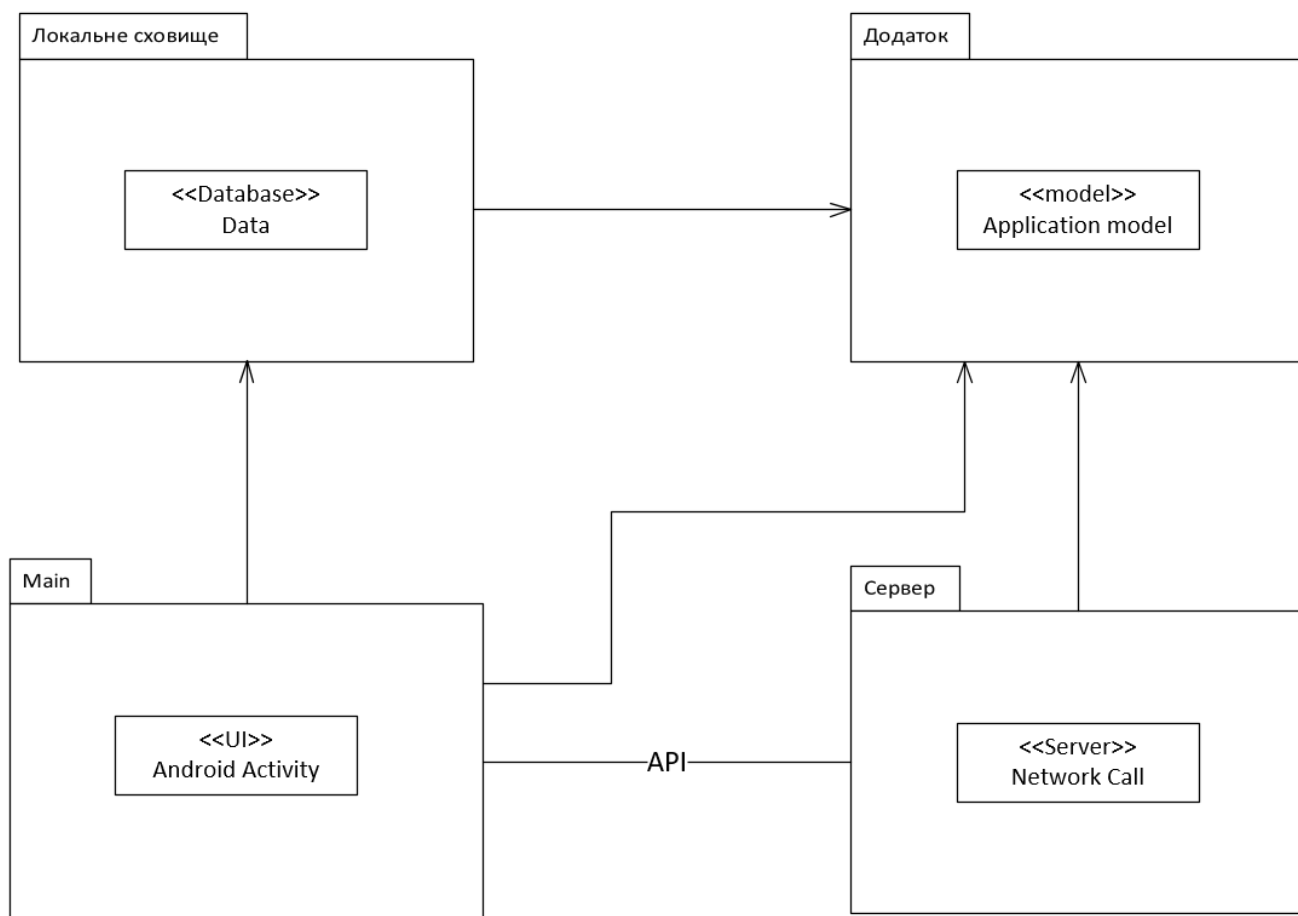 Локальне сховище
Додаток
<<Database>>
Data
<<model>>
Application model
Main
Сервер
<<UI>>
Android Activity
API
<<Server>>
Network Call